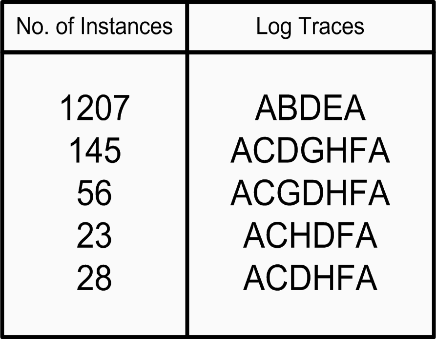 No. of Instances Log Traces
1207 ABDEA
145 ACDGHFA
56 ACGDHFA
23 ACHDFA
28 ACDHFA